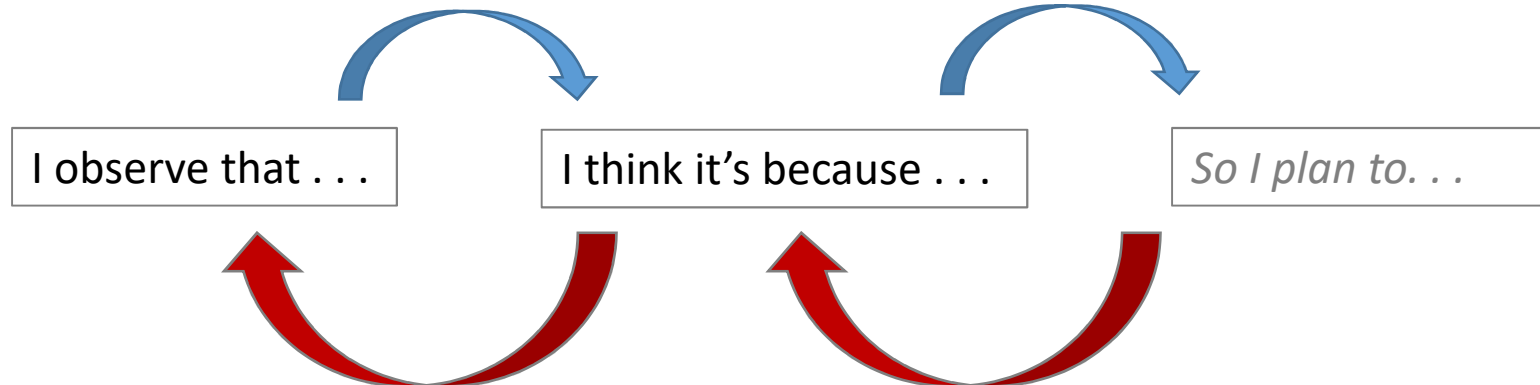 I observe that . . .
I think it’s because . . .
So I plan to. . .